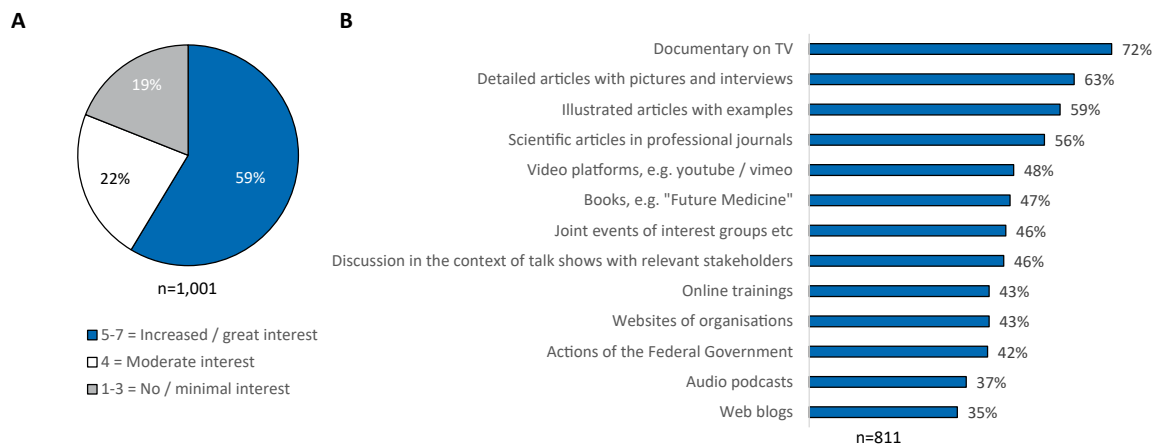 A
19%
22%
59%
n=1,001
5-7 = Increased / great interest
4 = Moderate interest
1-3 = No / minimal interest
B
Documentary on TV 72%
Detailed articles with pictures and interviews 63%
Illustrated articles with examples 59%
Scientific articles in professional journals 56%
Video platforms, e.g. youtube / vimeo 48%
Books, e.g. "Future Medicine" 47%
Joint events of interest groups etc 46%
Discussion in the context of talk shows with relevant stakeholders 46%
Online trainings 43%
Websites of organisations 43%
Actions of the Federal Government 42%
Audio podcasts 37%
Web blogs 35%
n=811